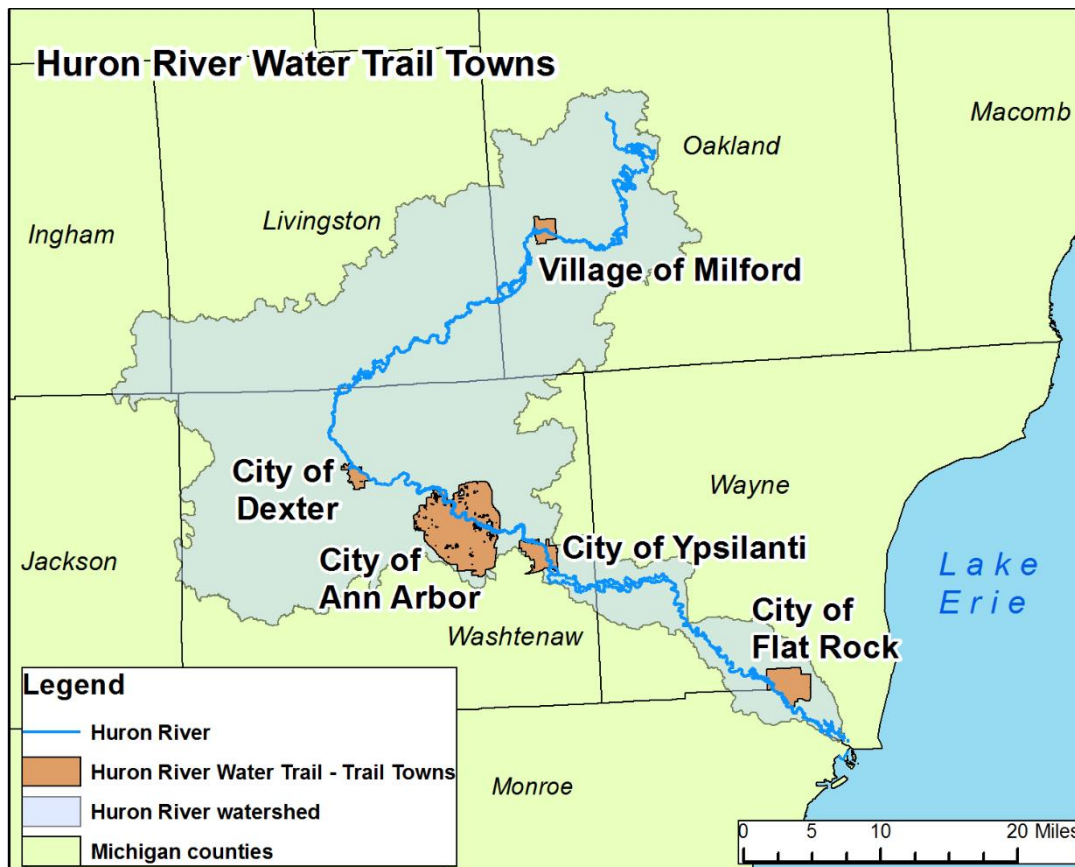 Huron River Water Trail Towns
Macomb
Oakland
Livingston
Ingham
Village of Milford
City of
Dexter
Wayne
City of Ypsilanti
Jackson
City of
Ann Arbor
Lake
Erie
City of
Flat Rock
Washtenaw
Legend
Huron River
Huron River Water Trail - Trail Towns
Huron River watershed
Michigan counties
Monroe
0 5 10 20 Miles